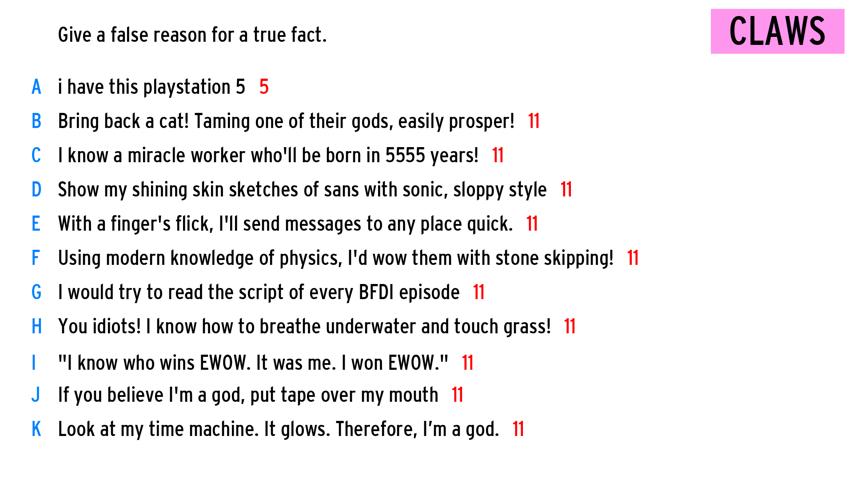 Give a false reason for a true fact.
CLAWS
A i have this playstation 5 5
B Bring back a cat! Taming one of their gods, easily prosper! 11
C I know a miracle worker who'll be born in 5555 years! 11
D Show my shining skin sketches of sans with sonic, sloppy style 11
E With a finger's flick, I'll send messages to any place quick. 11
F Using modern knowledge of physics, I'd wow them with stone skipping! 11
G I would try to read the script of every BFDI episode 11
H You idiots! I know how to breathe underwater and touch grass! 11
I "I know who wins EWOW. It was me. I won EWOW." 11
J If you believe I'm a god, put tape over my mouth 11
K Look at my time machine. It glows. Therefore, I’m a god. 11